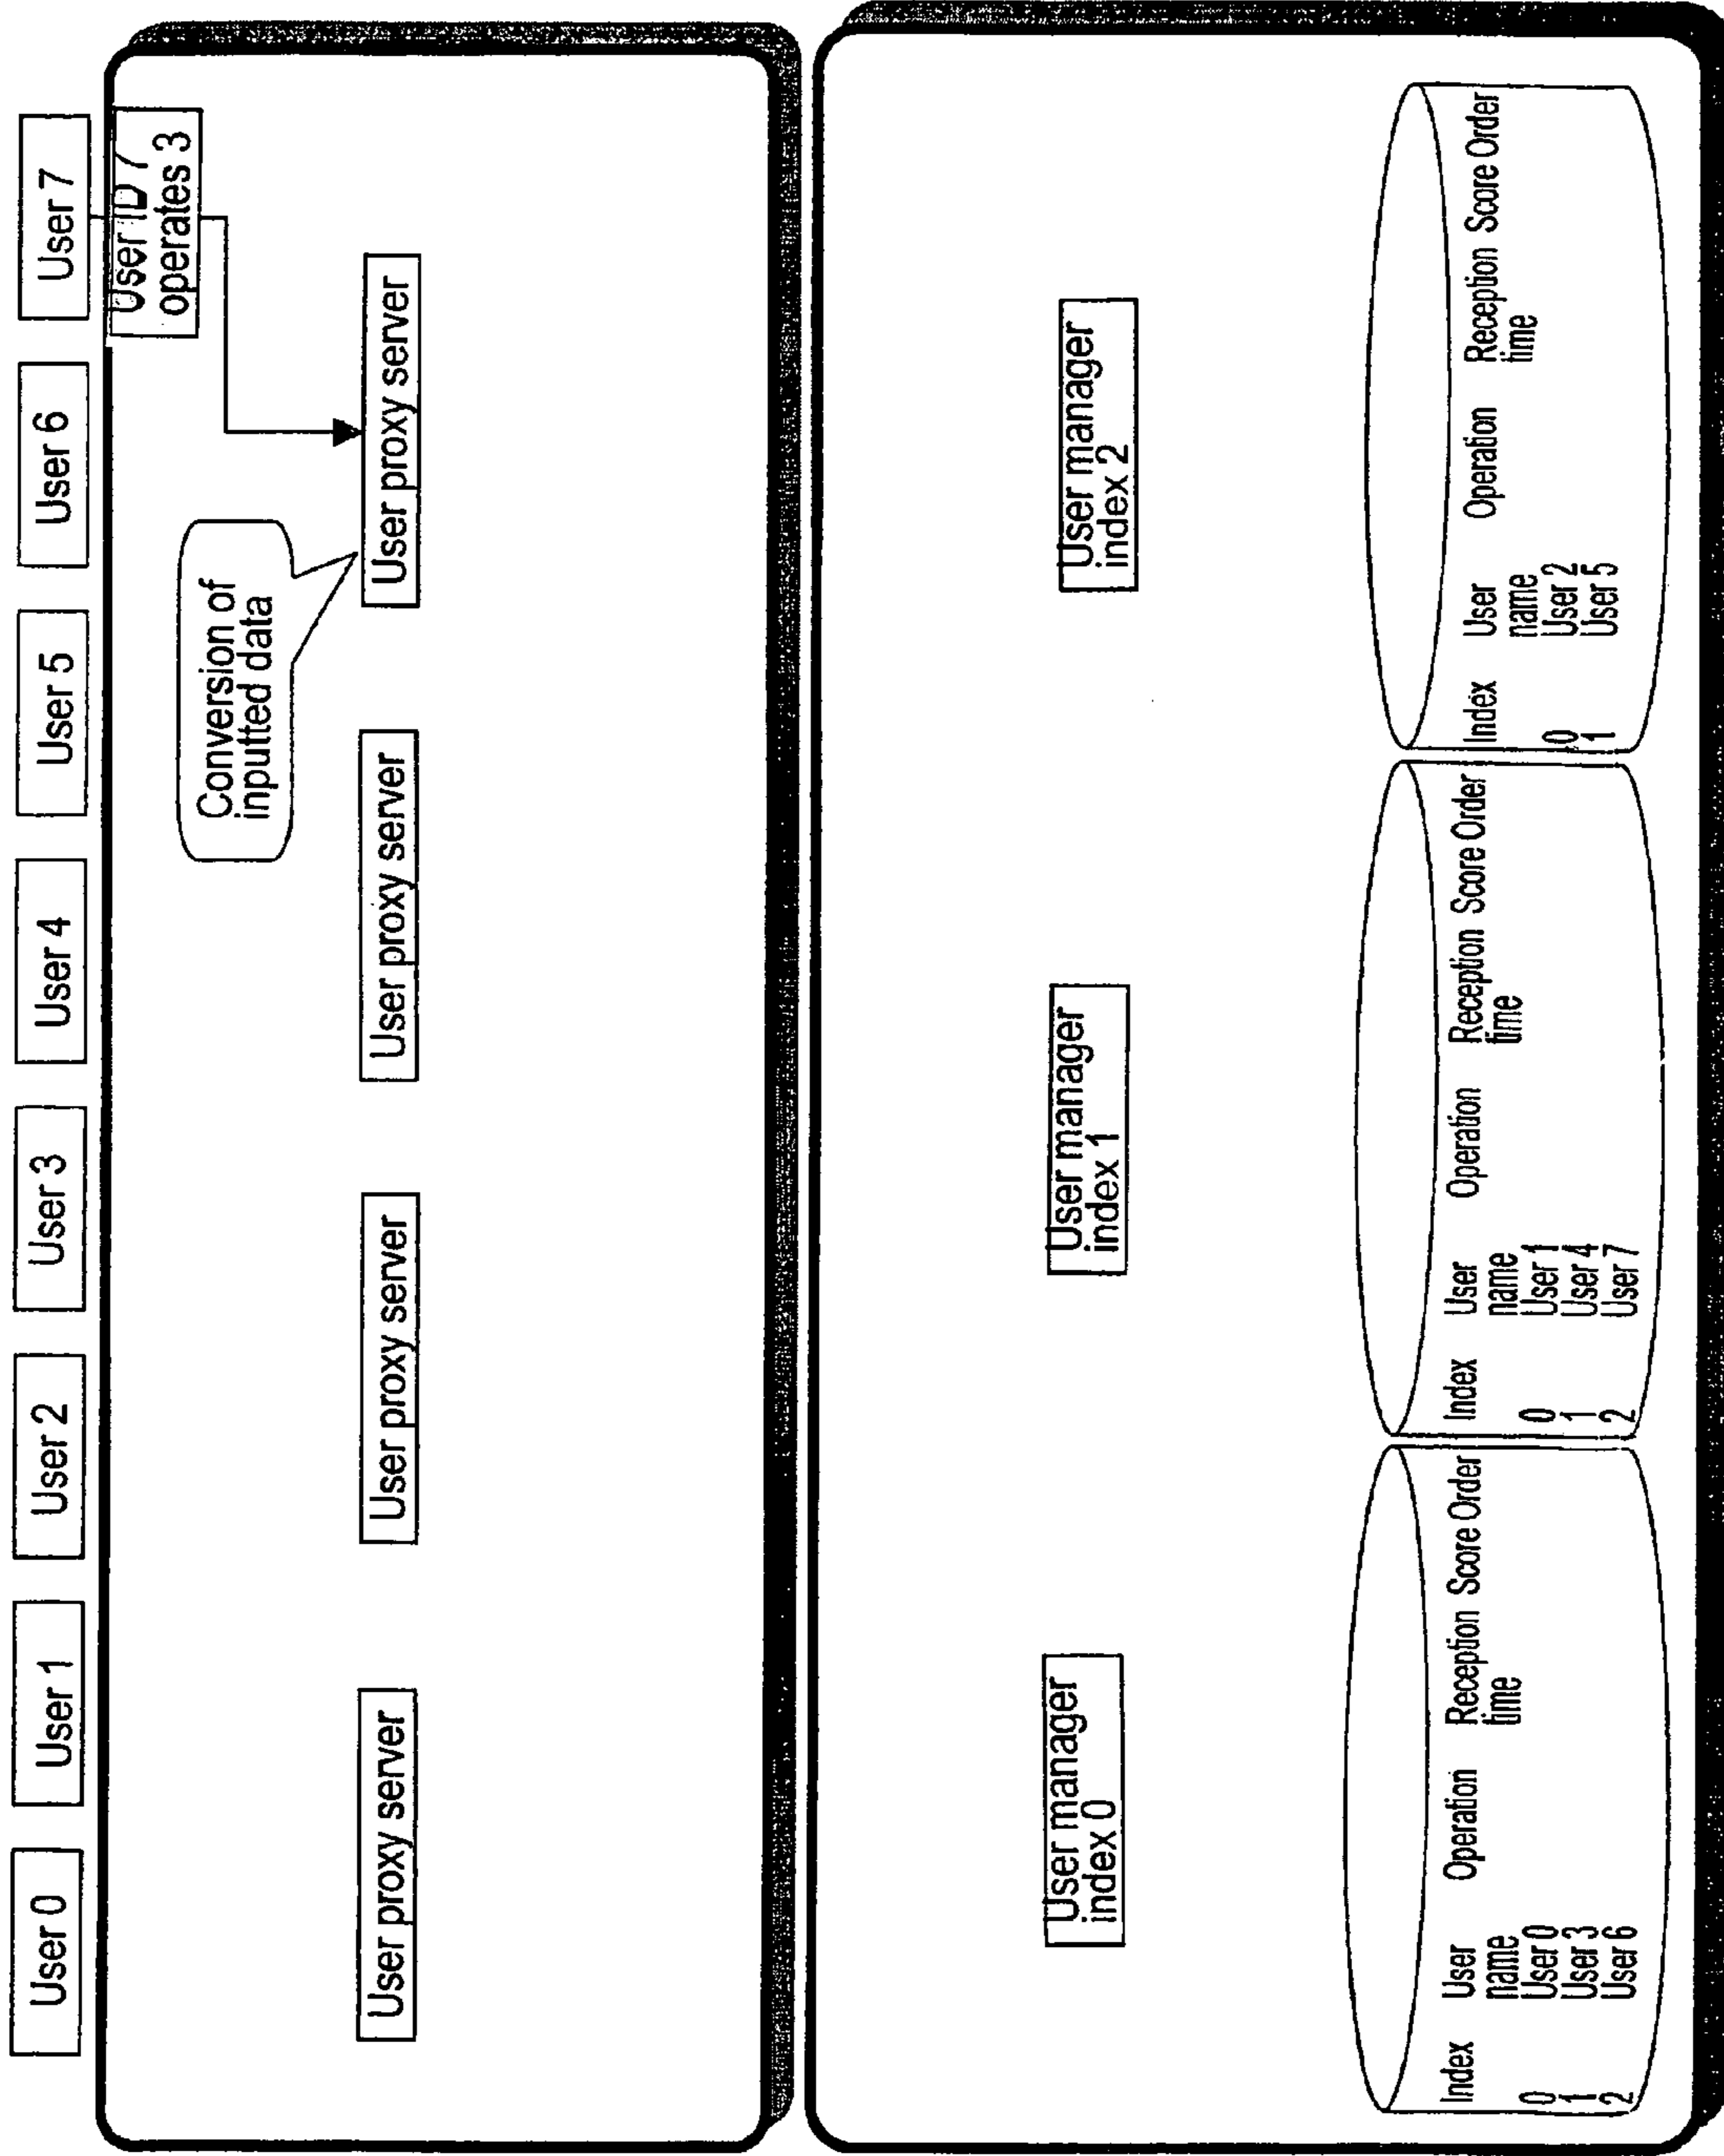 User 0
User 1
User 2
User 3
User 4
User 5
User 6
User 7
User ID 7
operates 3
Conversion of
inputted data
User proxy server
User proxy server
User proxy server
User proxy server
User manager
index 0
User manager
index 1
User manager
index 2
Index User name Operation Reception time Score Order
0 User 0
1 User 3
2 User 6
Index User name Operation Reception time Score Order
0 User 1
1 User 4
2 User 7
Index User name Operation Reception time Score Order
0 User 2
1 User 5